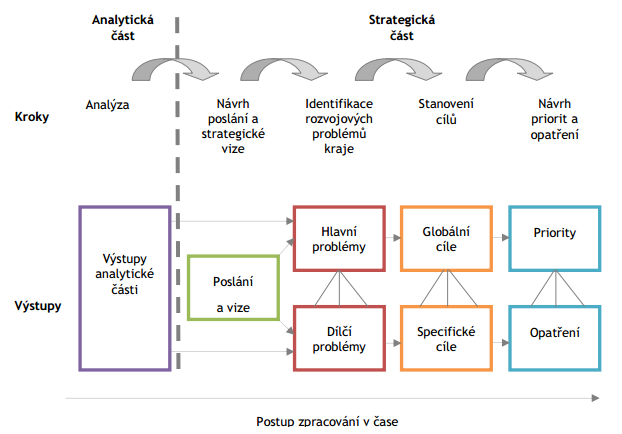 Analytická
část
Strategická
část
Kroky
Analýza
Návrh
poslání a
strategické
vize
Identifikace
rozvojových
problémů
kraje
Stanovení
cílů
Návrh
priorit a
opatření
Výstupy
Výstupy
analytické
části
Poslání
a vize
Hlavní
problémy
Globální
cíle
Priority
Dílčí
problémy
Specifické
cíle
Opatření
Postup zpracování v čase